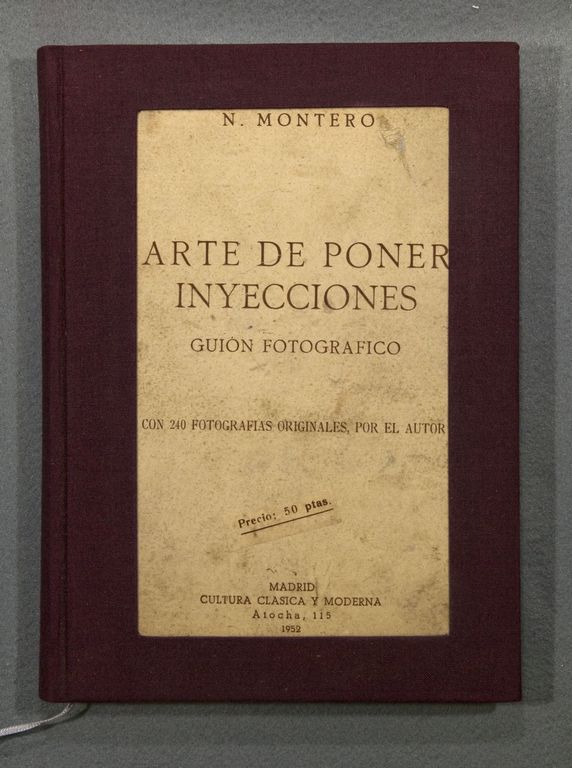 N. MONTERO
ARTE DE PONER
INYECCIONES
GUIÓN FOTOGRAFICO
CON 240 FOTOGRAFIAS ORIGINALES, POR EL AUTOR
Precio: 50 ptas.
MADRID
CULTURA CLASICA Y MODERNA
Atocha, 115
1952